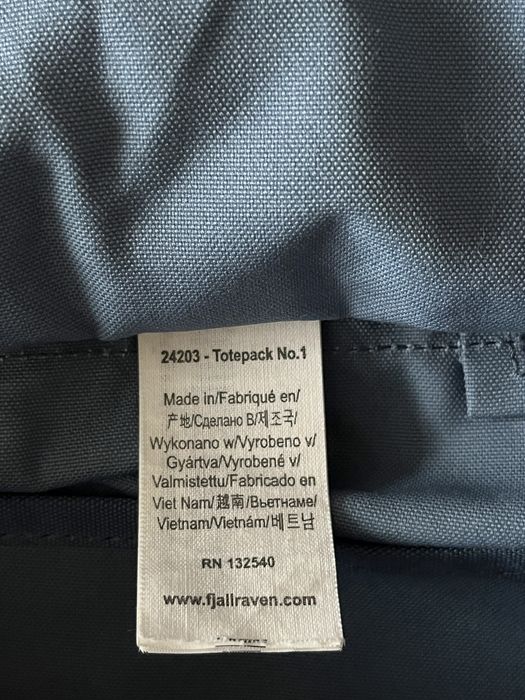 24203 - Totepack No.1
Made in/Fabriqué en/
产地/Сделано В/제조국/
Wykonano w/Vyrobeno v/
Gyártva/Vyrobené v/
Valmistettu/Fabricado en
Viet Nam/越南/Вьетнаме/
Vietnam/Vietnám/베트남
RN 132540
www.fjallraven.com